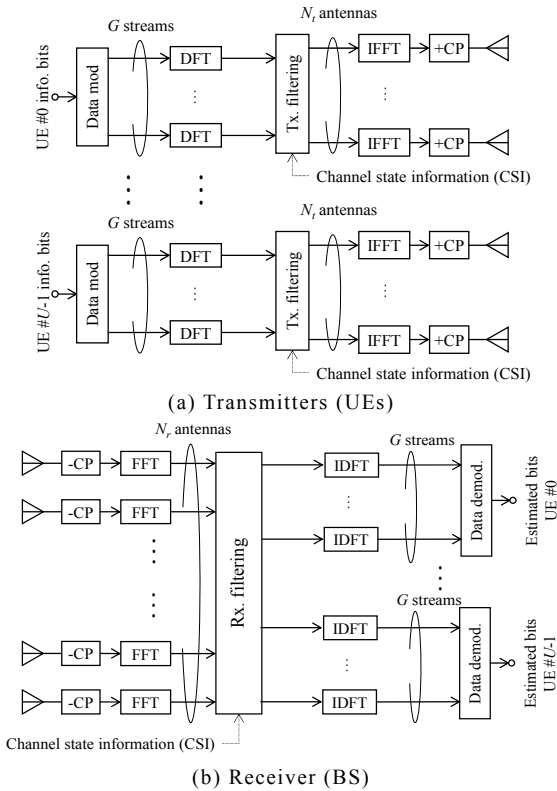 G streams
N_t antennas
UE #0 info. bits
Data mod
DFT
Tx. filtering
IFFT
+CP
...
DFT
IFFT
+CP
Channel state information (CSI)
G streams
N_t antennas
UE #U-1 info. bits
Data mod
DFT
Tx. filtering
IFFT
+CP
...
DFT
IFFT
+CP
Channel state information (CSI)
(a) Transmitters (UEs)
N_r antennas
G streams
-CP
FFT
Rx. filtering
IDFT
Data demod.
Estimated bits
UE #0
-CP
FFT
IDFT
G streams
-CP
FFT
IDFT
Data demod.
Estimated bits
UE #U-1
-CP
FFT
IDFT
Channel state information (CSI)
(b) Receiver (BS)